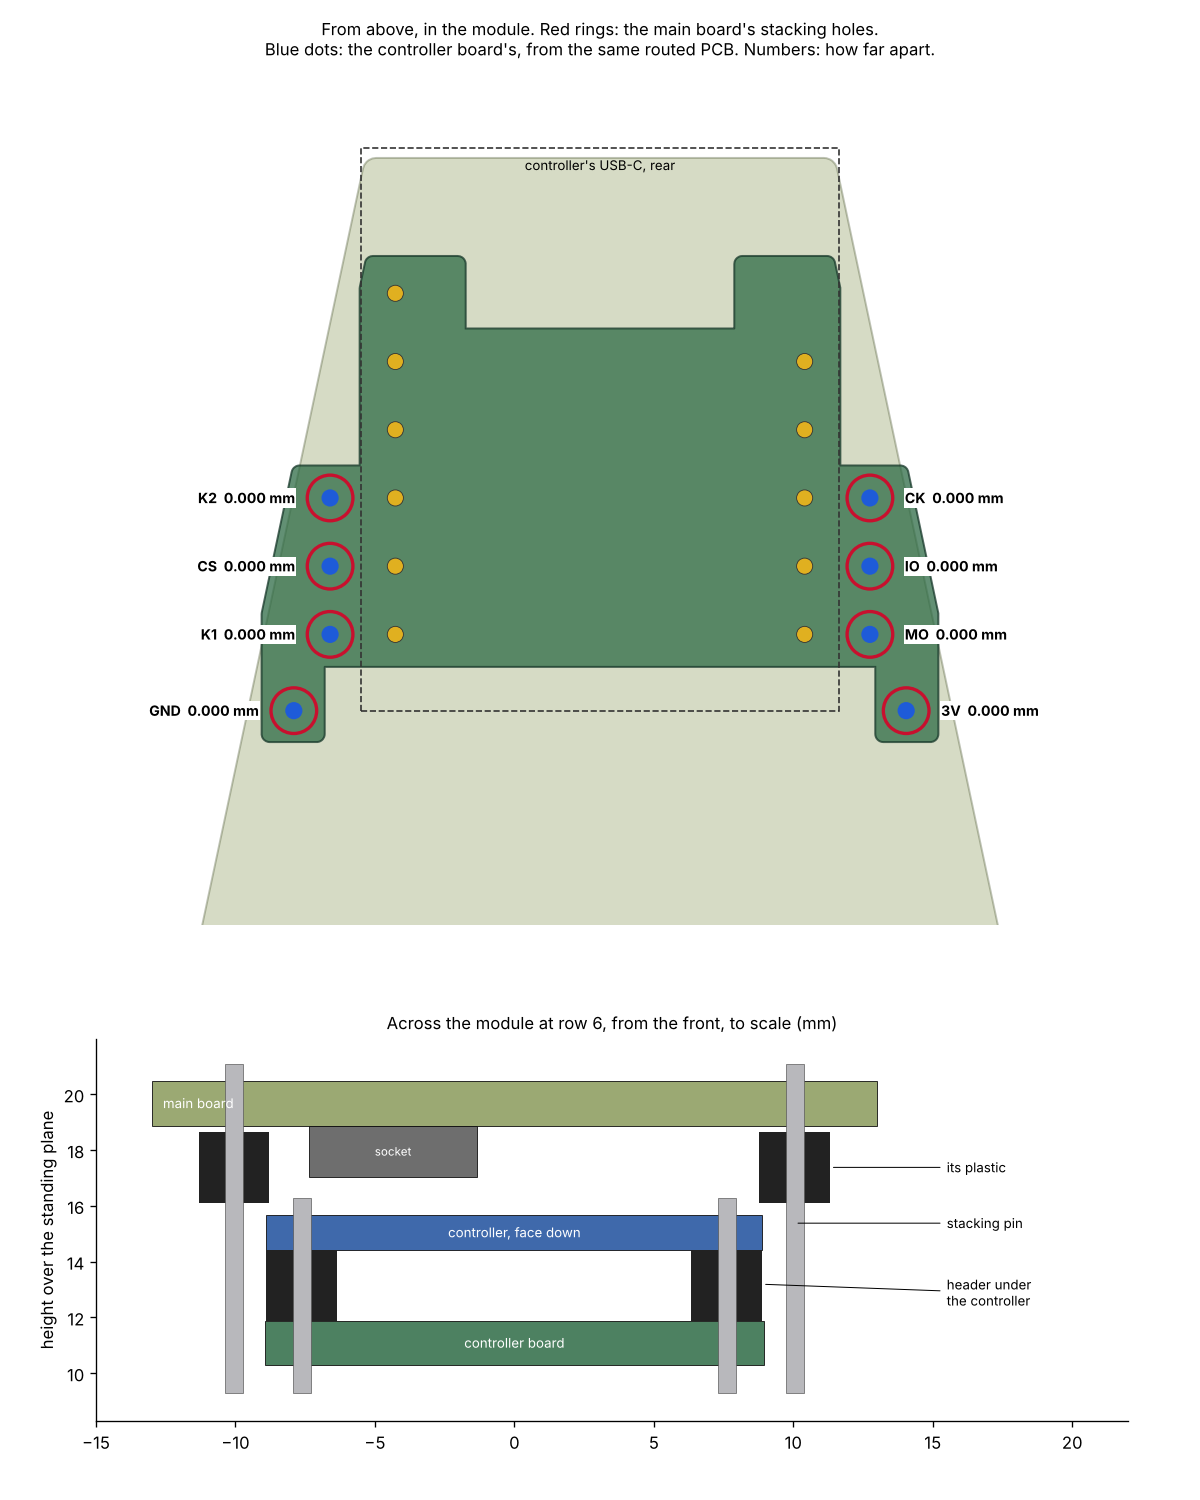 From above, in the module. Red rings: the main board's stacking holes.
Blue dots: the controller board's, from the same routed PCB. Numbers: how far apart.
controller's USB-C, rear
K2 0.000 mm
CK 0.000 mm
CS 0.000 mm
IO 0.000 mm
K1 0.000 mm
MO 0.000 mm
GND 0.000 mm
3V 0.000 mm
Across the module at row 6, from the front, to scale (mm)
height over the standing plane
20
18
16
14
12
10
main board
socket
its plastic
stacking pin
controller, face down
header under
the controller
controller board
−15
−10
−5
0
5
10
15
20